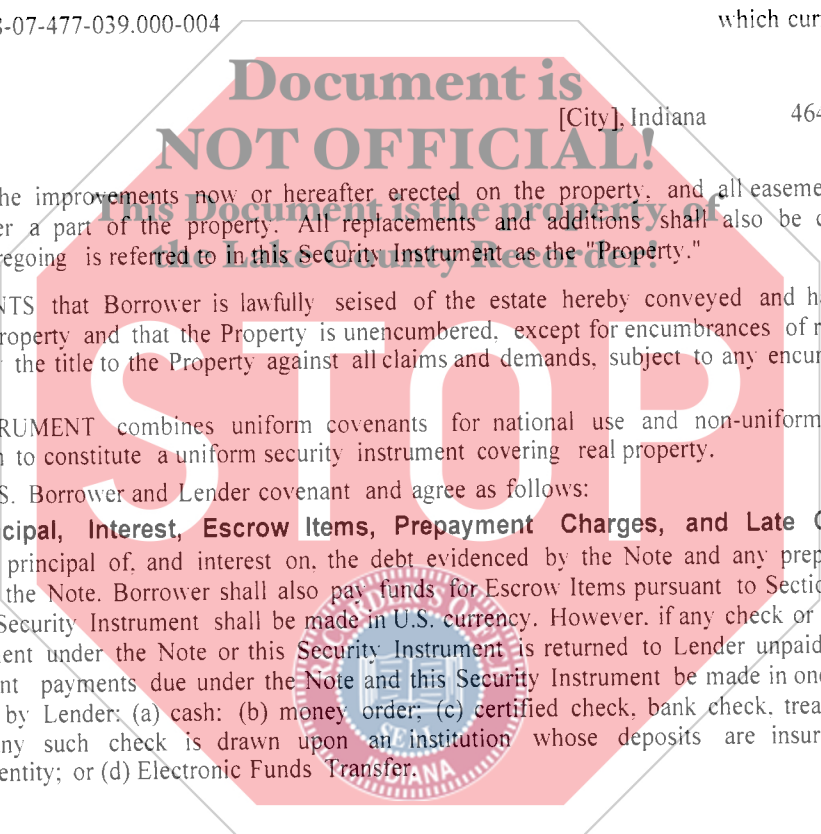 -07-477-039.000-004
which cur
Document is
[City], Indiana 464
NOT OFFICIAL!
he improvements now or hereafter erected on the property, and all easeme
This Document is the property of
er a part of the property. All replacements and additions shall also be c
the Lake County Recorder!
regoing is referred to in this Security Instrument as the "Property."
NTS that Borrower is lawfully seised of the estate hereby conveyed and h
roperty and that the Property is unencumbered, except for encumbrances of r
the title to the Property against all claims and demands, subject to any encum
STOP
RUMENT combines uniform covenants for national use and non-uniform
to constitute a uniform security instrument covering real property.
S. Borrower and Lender covenant and agree as follows:
cipal, Interest, Escrow Items, Prepayment Charges, and Late C
principal of, and interest on, the debt evidenced by the Note and any prep
the Note. Borrower shall also pay funds for Escrow Items pursuant to Sectio
Security Instrument shall be made in U.S. currency. However, if any check or
ent under the Note or this Security Instrument is returned to Lender unpaid
nt payments due under the Note and this Security Instrument be made in one
by Lender: (a) cash: (b) money order; (c) certified check, bank check, trea
ny such check is drawn upon an institution whose deposits are insur
entity; or (d) Electronic Funds Transfer.
RECORDER'S OFFICE
SEAL
INDIANA